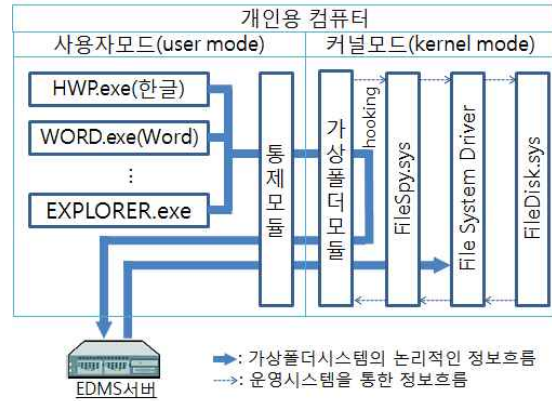 개인용 컴퓨터
사용자모드(user mode)
커널모드(kernel mode)
HWP.exe(한글)
WORD.exe(Word)
⋮
EXPLORER.exe
통제모듈
가상폴더모듈
hooking
FileSpy.sys
File System Driver
FileDisk.sys
EDMS서버
: 가상폴더시스템의 논리적인 정보흐름
: 운영시스템을 통한 정보흐름